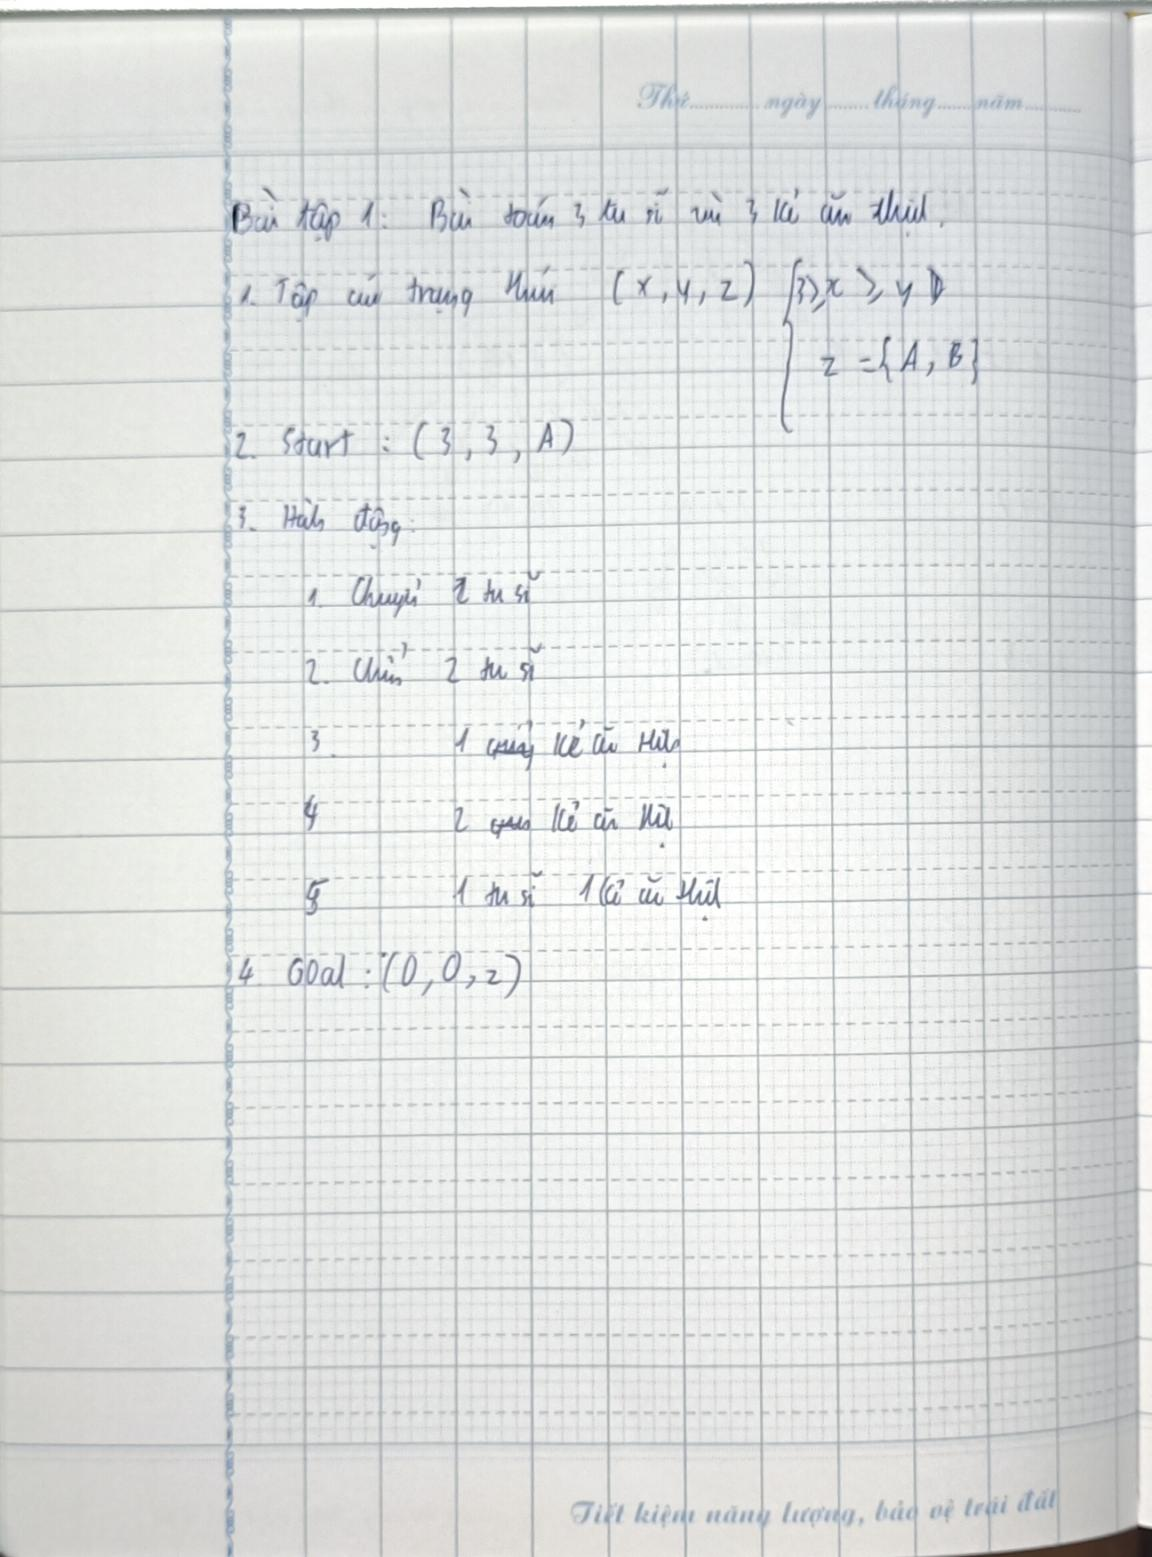 Thứ.............ngày........tháng.......năm...........
Bài tập 1: Bài toán 3 tu sĩ và 3 kẻ ăn thịt.
1. Tập các trạng thái (x, y, z) { 3 ≥ x ≥ y
z = {A, B}
2. Start : (3, 3, A)
3. Hành động:
1. Chuyển 1 tu sĩ
2. Chuyển 2 tu sĩ
3. 1 kẻ ăn thịt
4 2 kẻ ăn thịt
5 1 tu sĩ 1 kẻ ăn thịt
4. Goal : (0, 0, z)
Tiết kiệm năng lượng, bảo vệ trái đất